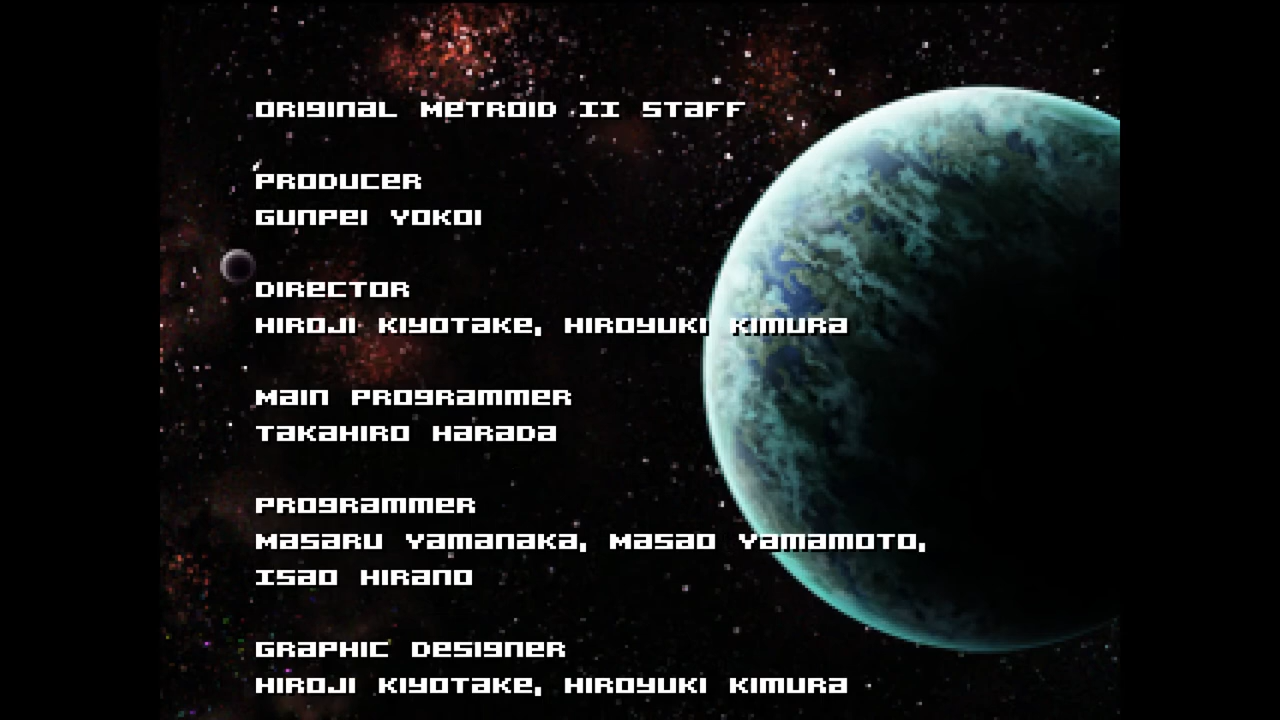 ORIGINAL METROID II STAFF
PRODUCER
GUNPEI YOKOI
DIRECTOR
HIROJI KIYOTAKE, HIROYUKI KIMURA
MAIN PROGRAMMER
TAKAHIRO HARADA
PROGRAMMER
MASARU YAMANAKA, MASAO YAMAMOTO,
ISAO HIRANO
GRAPHIC DESIGNER
HIROJI KIYOTAKE, HIROYUKI KIMURA